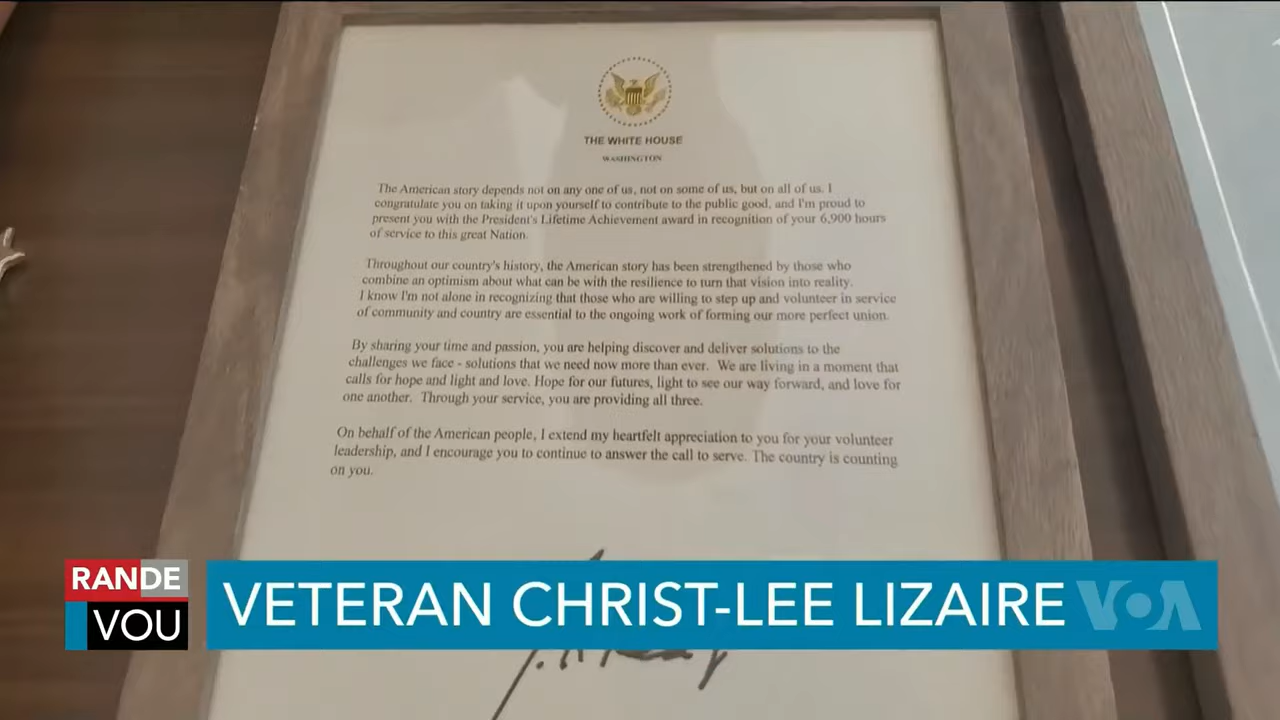 THE WHITE HOUSE
WASHINGTON
The American story depends not on any one of us, not on some of us, but on all of us. I
congratulate you on taking it upon yourself to contribute to the public good, and I'm proud to
present you with the President's Lifetime Achievement award in recognition of your 6,900 hours
of service to this great Nation.
Throughout our country's history, the American story has been strengthened by those who
combine an optimism about what can be with the resilience to turn that vision into reality.
I know I'm not alone in recognizing that those who are willing to step up and volunteer in service
of community and country are essential to the ongoing work of forming our more perfect union.
By sharing your time and passion, you are helping discover and deliver solutions to the
challenges we face - solutions that we need now more than ever. We are living in a moment that
calls for hope and light and love. Hope for our futures, light to see our way forward, and love for
one another. Through your service, you are providing all three.
On behalf of the American people, I extend my heartfelt appreciation to you for your volunteer
leadership, and I encourage you to continue to answer the call to serve. The country is counting
on you.
RANDE
VOU
VETERAN CHRIST-LEE LIZAIRE
VOA